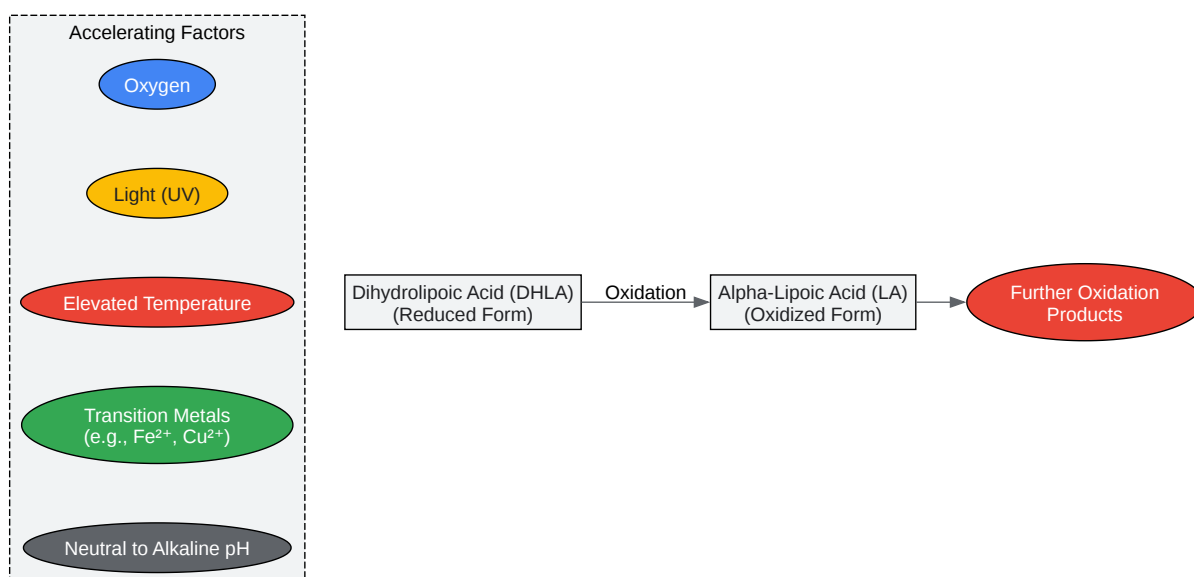 Accelerating Factors
Oxygen
Light (UV)
Elevated Temperature
Transition Metals
(e.g., Fe²⁺, Cu²⁺)
Neutral to Alkaline pH
Dihydrolipoic Acid (DHLA)
(Reduced Form)
Oxidation
Alpha-Lipoic Acid (LA)
(Oxidized Form)
Further Oxidation
Products